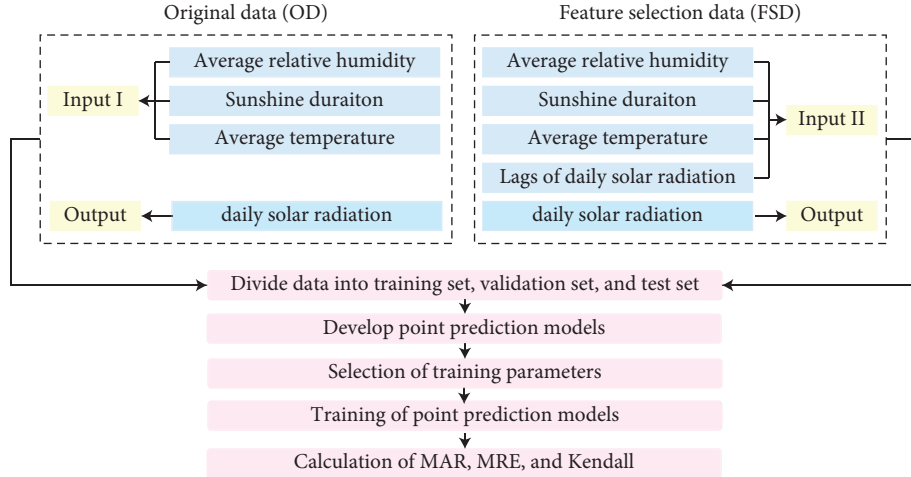 Original data (OD)
Average relative humidity
Input I
Sunshine duraiton
Average temperature
Output
daily solar radiation
Feature selection data (FSD)
Average relative humidity
Sunshine duraiton
Input II
Average temperature
Lags of daily solar radiation
daily solar radiation
Output
Divide data into training set, validation set, and test set
Develop point prediction models
Selection of training parameters
Training of point prediction models
Calculation of MAR, MRE, and Kendall